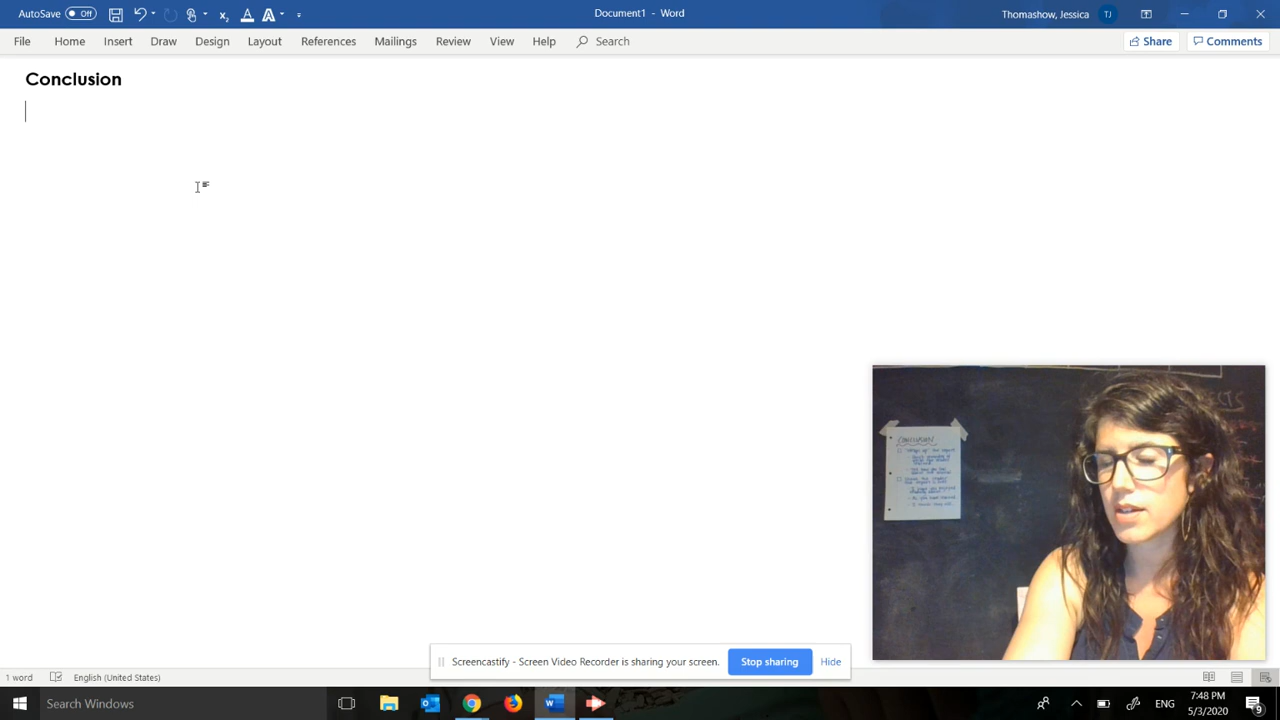 AutoSave Off
Document1 - Word
Thomashow, Jessica TJ
File Home Insert Draw Design Layout References Mailings Review View Help Search
Share Comments
Conclusion
CONCLUSION
Screencastify - Screen Video Recorder is sharing your screen. Stop sharing Hide
1 word English (United States)
Search Windows
ENG
7:48 PM
5/3/2020
9